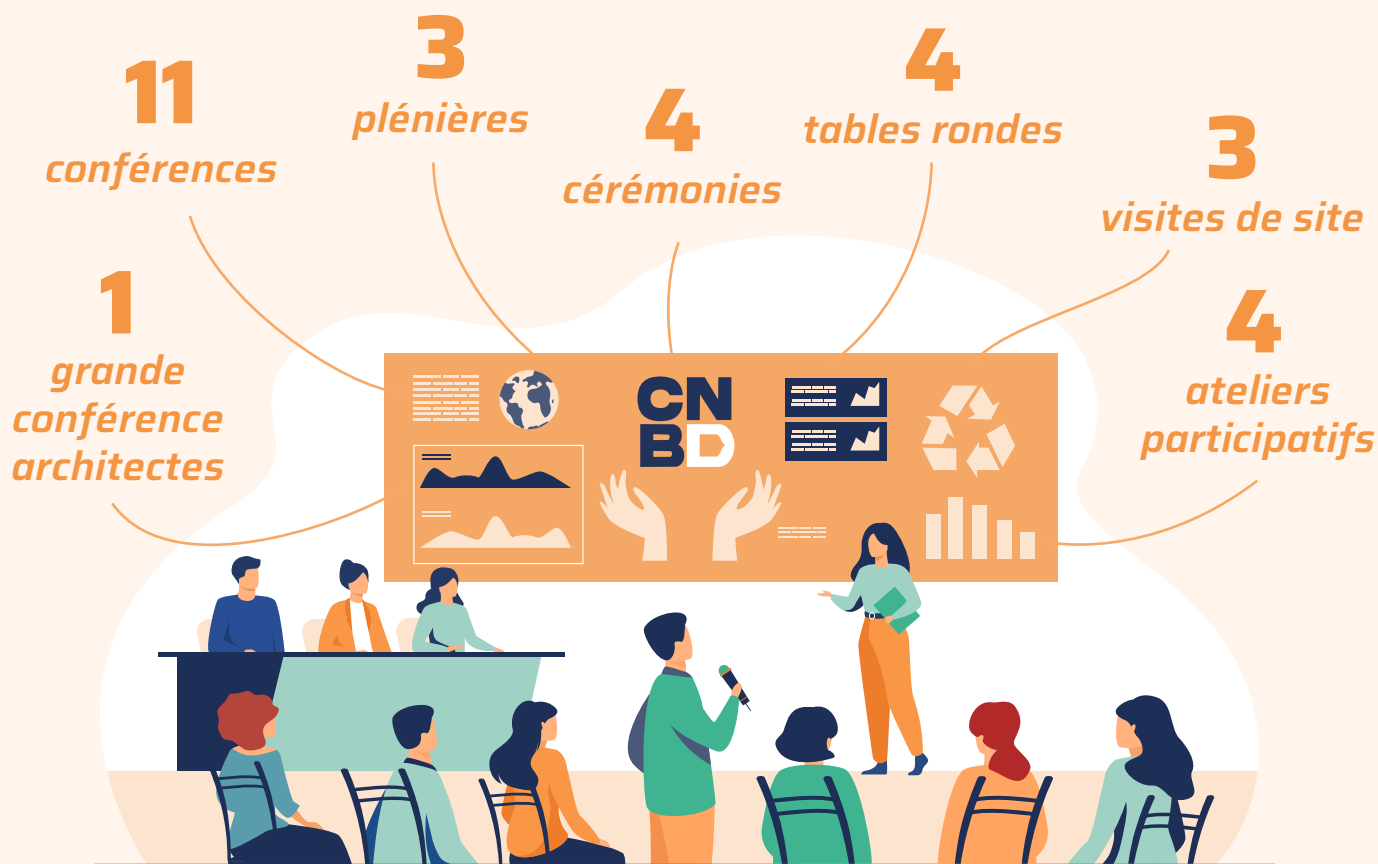 11
conférences
3
plénières
4
cérémonies
4
tables rondes
3
visites de site
1
grande
conférence
architectes
4
ateliers
participatifs
CN
BD